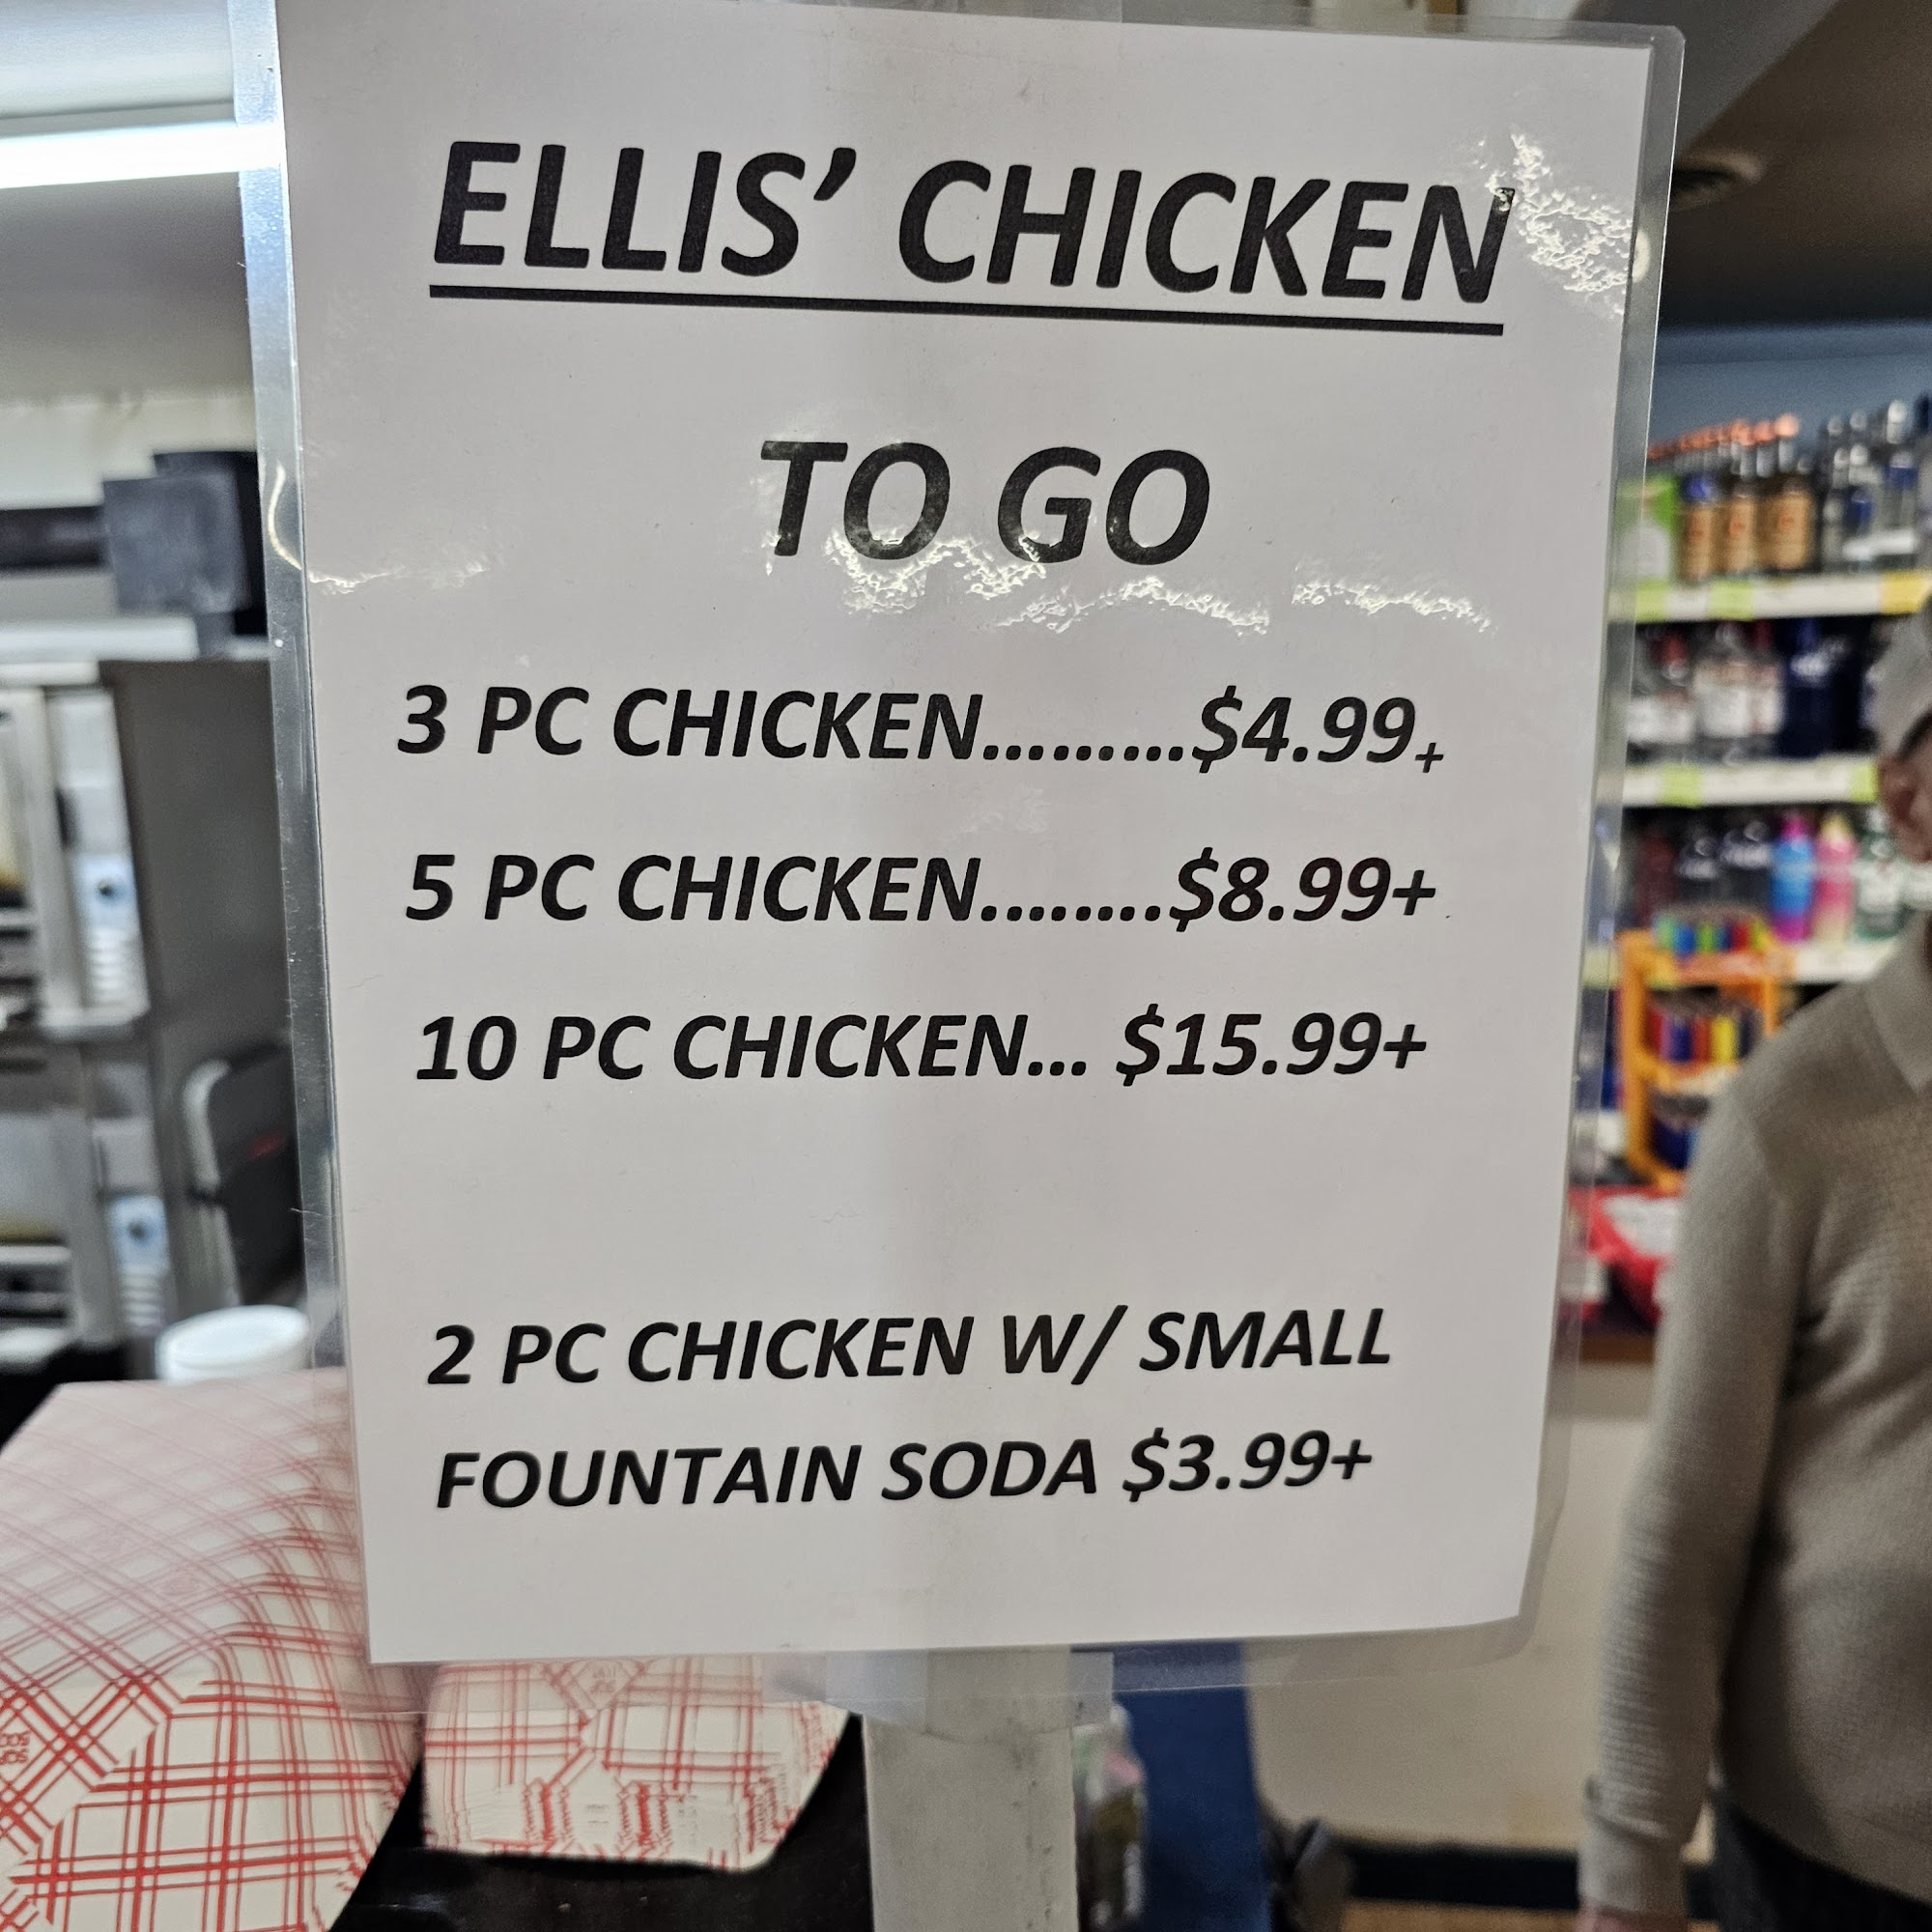 ELLIS’ CHICKEN
TO GO
3 PC CHICKEN.........$4.99+
5 PC CHICKEN........$8.99+
10 PC CHICKEN... $15.99+
2 PC CHICKEN W/ SMALL
FOUNTAIN SODA $3.99+